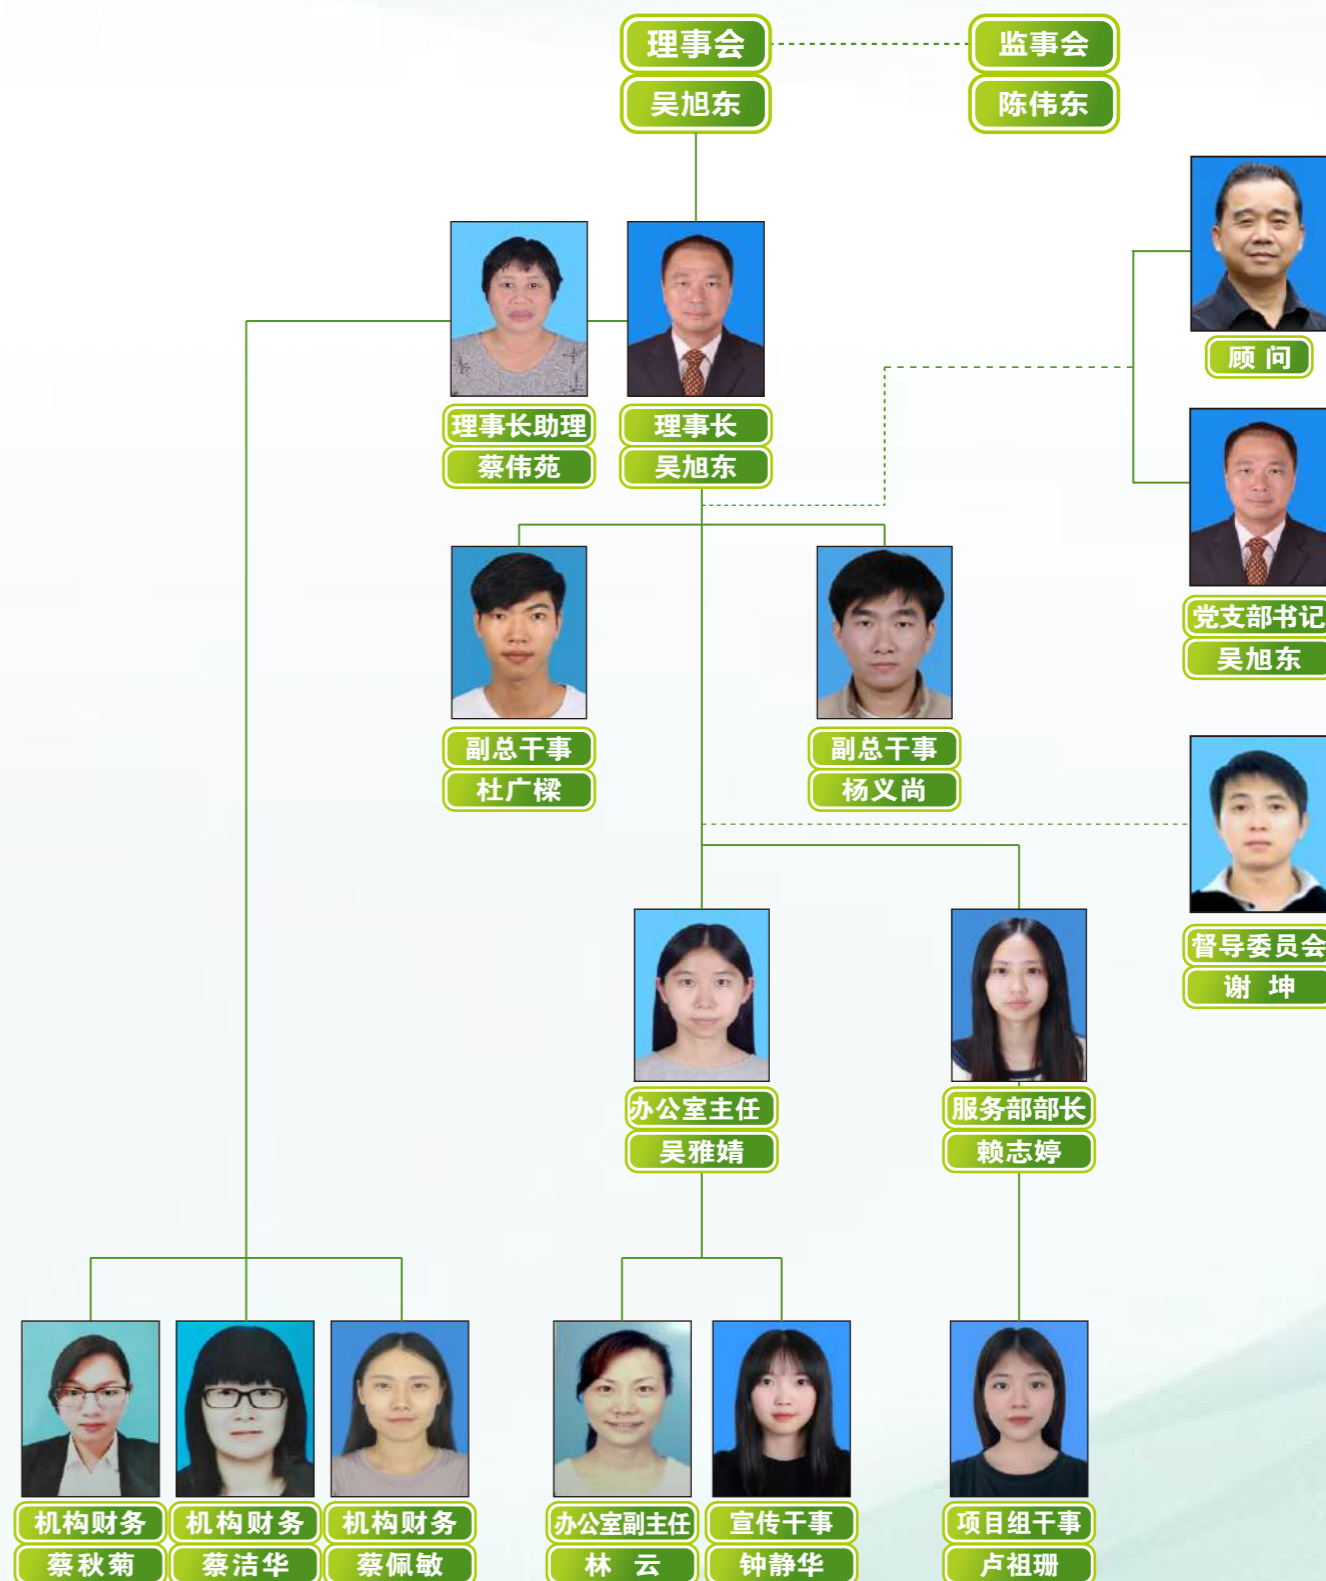 理事会
监事会
吴旭东
陈伟东
顾 问
理事长助理
理事长
蔡伟苑
吴旭东
党支部书记
吴旭东
副总干事
副总干事
杜广樑
杨义尚
督导委员会
谢 坤
办公室主任
服务部部长
吴雅婧
赖志婷
机构财务
机构财务
机构财务
办公室副主任
宣传干事
项目组干事
蔡秋菊
蔡洁华
蔡佩敏
林 云
钟静华
卢祖珊